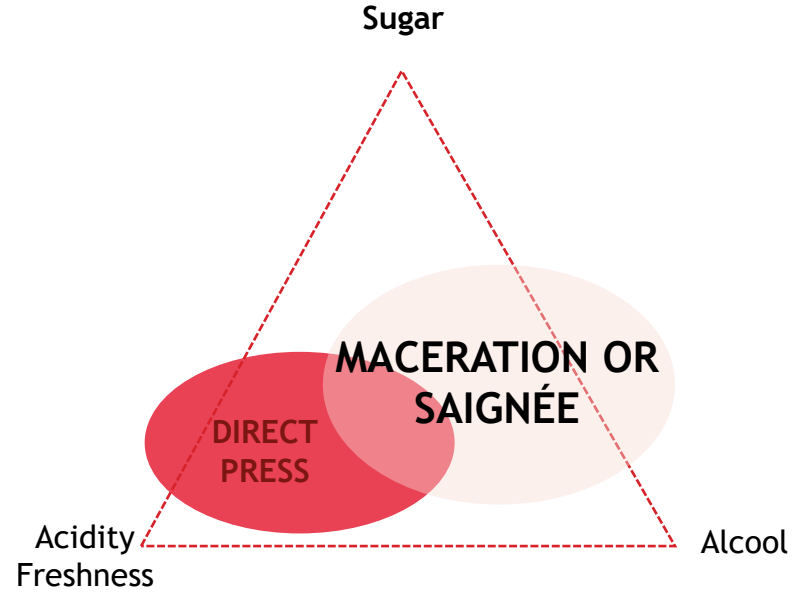 Sugar
MACERATION OR
SAIGNÉE
DIRECT
PRESS
Acidity
Freshness
Alcool